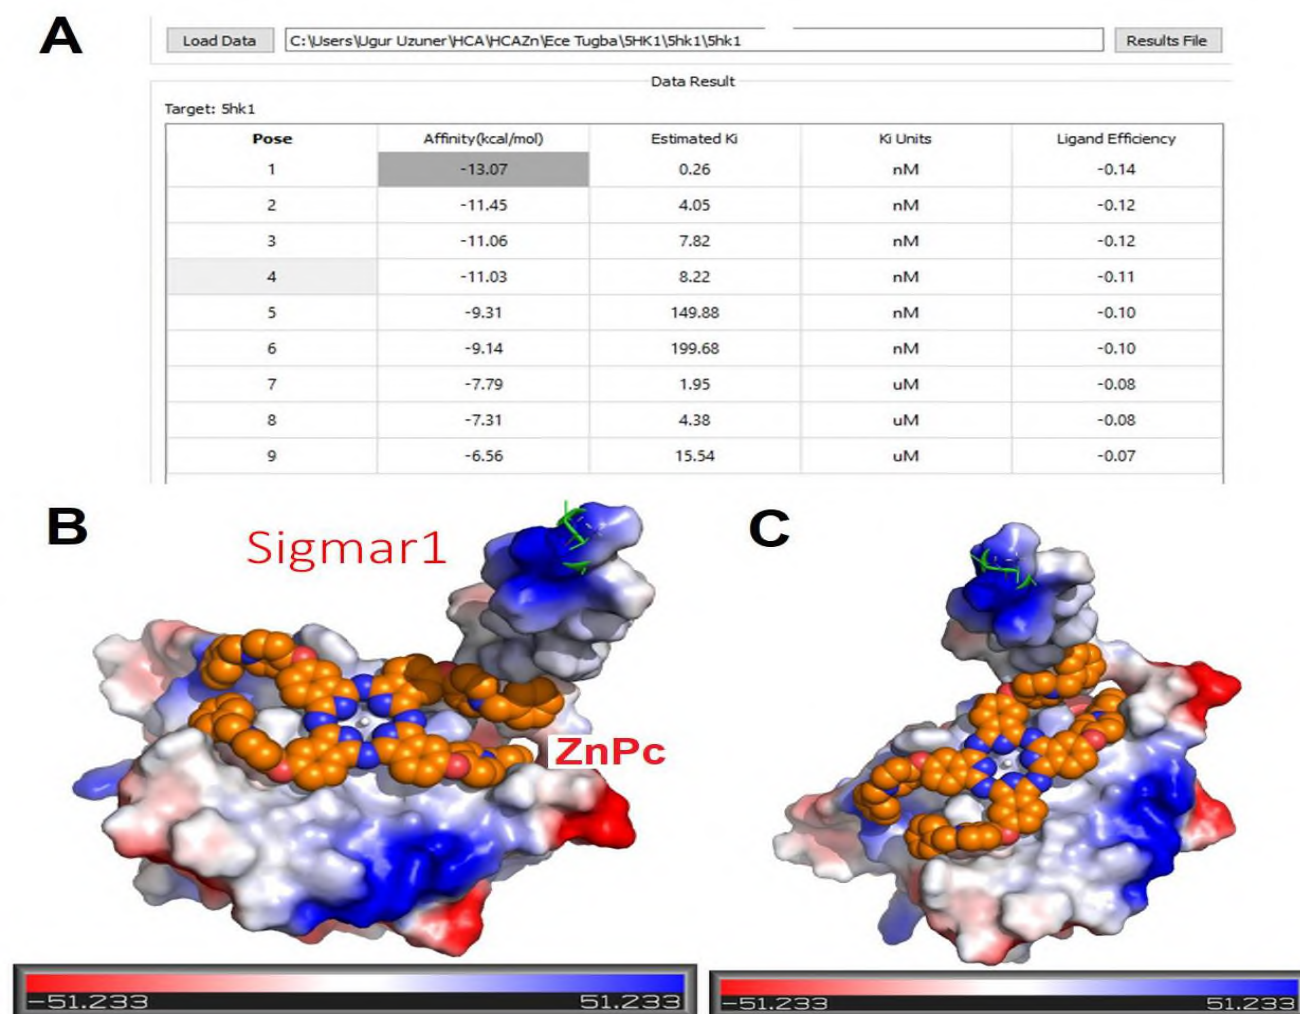 A
Load Data C:\Users\Ugur Uzuner\HCA\HCAZn\Ece Tugba\5HK1\5hk1\5hk1 Results File
Data Result
Target: 5hk1
Pose Affinity(kcal/mol) Estimated Ki Ki Units Ligand Efficiency
1 -13.07 0.26 nM -0.14
2 -11.45 4.05 nM -0.12
3 -11.06 7.82 nM -0.12
4 -11.03 8.22 nM -0.11
5 -9.31 149.88 nM -0.10
6 -9.14 199.68 nM -0.10
7 -7.79 1.95 uM -0.08
8 -7.31 4.38 uM -0.08
9 -6.56 15.54 uM -0.07
B Sigmar1 C
ZnPc
-51.233 51.233 -51.233 51.233